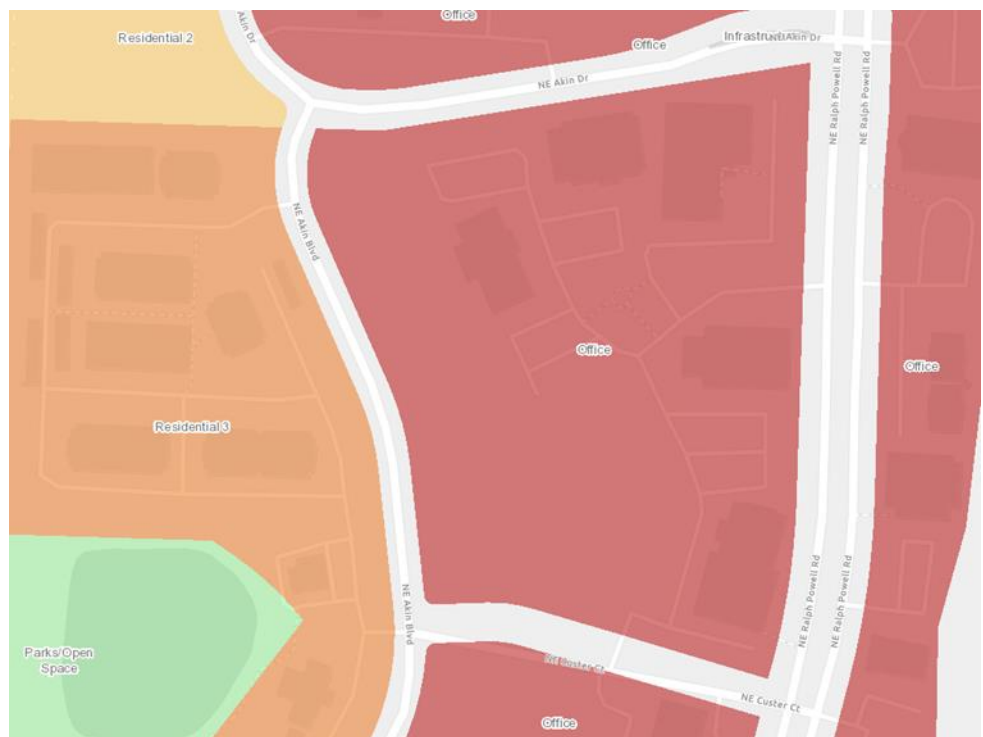 Office
Residential 2
Akin Dr
Office
Infrastru
NE Akin Dr
NE Akin Dr
NE Ralph Powell Rd
NE Ralph Powell Rd
NE Akin Blvd
Office
Office
Residential 3
NE Akin Blvd
NE Ralph Powell Rd
NE Ralph Powell Rd
Parks/Open
Space
NE Custer Ct
NE Custer Ct
Office